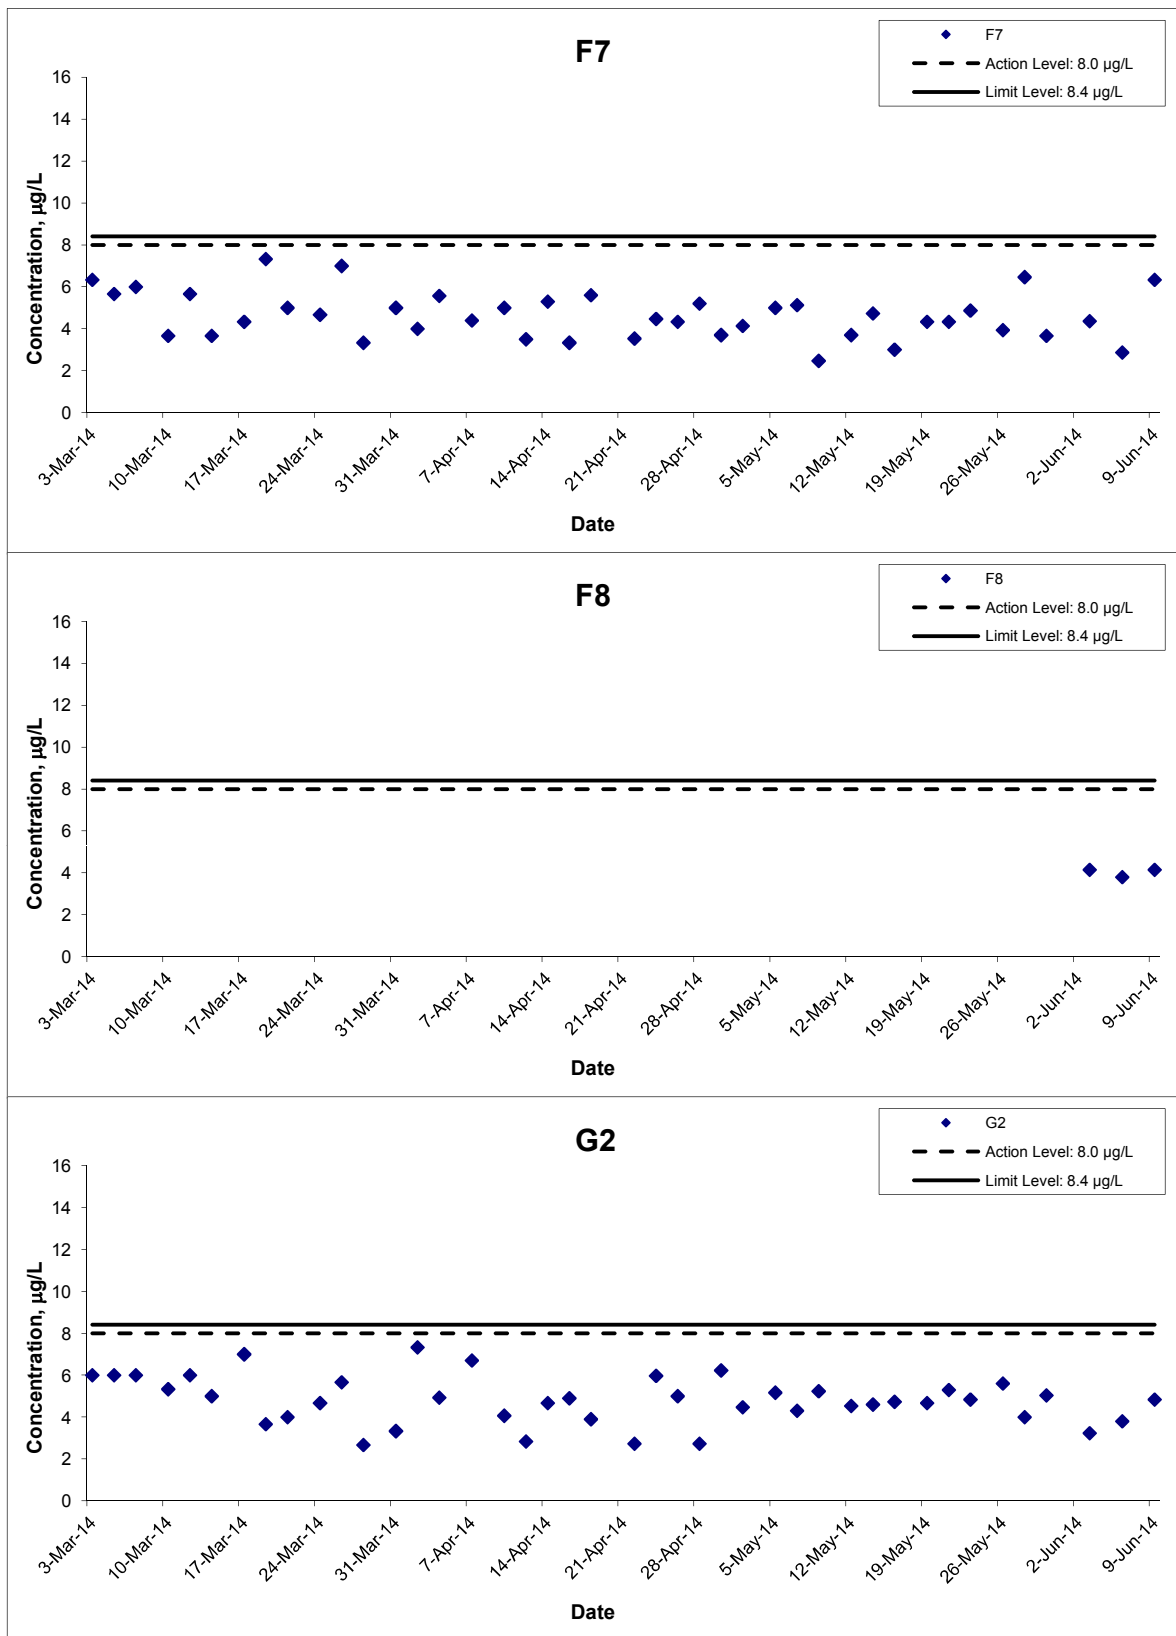 F7
F7
Action Level: 8.0 µg/L
Limit Level: 8.4 µg/L
Concentration, µg/L
16
14
12
10
8
6
4
2
0
3-Mar-14
10-Mar-14
17-Mar-14
24-Mar-14
31-Mar-14
7-Apr-14
14-Apr-14
21-Apr-14
28-Apr-14
5-May-14
12-May-14
19-May-14
26-May-14
2-Jun-14
9-Jun-14
Date
F8
F8
Action Level: 8.0 µg/L
Limit Level: 8.4 µg/L
Concentration, µg/L
16
14
12
10
8
6
4
2
0
3-Mar-14
10-Mar-14
17-Mar-14
24-Mar-14
31-Mar-14
7-Apr-14
14-Apr-14
21-Apr-14
28-Apr-14
5-May-14
12-May-14
19-May-14
26-May-14
2-Jun-14
9-Jun-14
Date
G2
G2
Action Level: 8.0 µg/L
Limit Level: 8.4 µg/L
Concentration, µg/L
16
14
12
10
8
6
4
2
0
3-Mar-14
10-Mar-14
17-Mar-14
24-Mar-14
31-Mar-14
7-Apr-14
14-Apr-14
21-Apr-14
28-Apr-14
5-May-14
12-May-14
19-May-14
26-May-14
2-Jun-14
9-Jun-14
Date